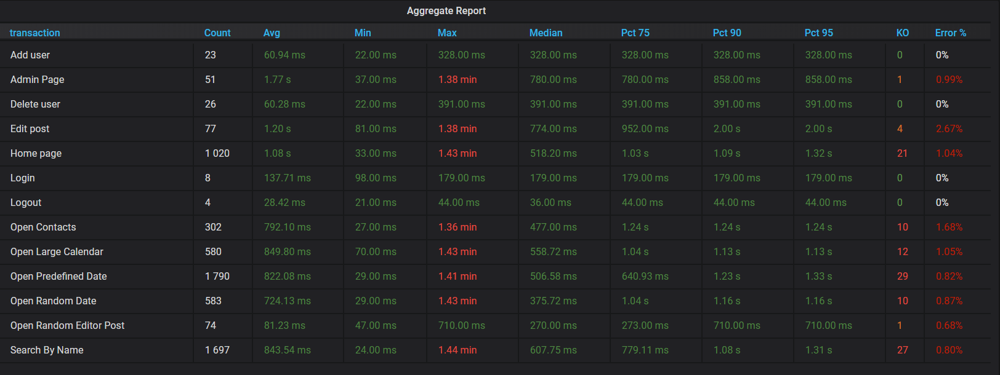 Aggregate Report
transaction Count Avg Min Max Median Pct 75 Pct 90 Pct 95 KO Error %
Add user 23 60.94 ms 22.00 ms 328.00 ms 328.00 ms 328.00 ms 328.00 ms 328.00 ms 0 0%
Admin Page 51 1.77 s 37.00 ms 1.38 min 780.00 ms 780.00 ms 858.00 ms 858.00 ms 1 0.99%
Delete user 26 60.28 ms 22.00 ms 391.00 ms 391.00 ms 391.00 ms 391.00 ms 391.00 ms 0 0%
Edit post 77 1.20 s 81.00 ms 1.38 min 774.00 ms 952.00 ms 2.00 s 2.00 s 4 2.67%
Home page 1 020 1.08 s 33.00 ms 1.43 min 518.20 ms 1.03 s 1.09 s 1.32 s 21 1.04%
Login 8 137.71 ms 98.00 ms 179.00 ms 179.00 ms 179.00 ms 179.00 ms 179.00 ms 0 0%
Logout 4 28.42 ms 21.00 ms 44.00 ms 36.00 ms 44.00 ms 44.00 ms 44.00 ms 0 0%
Open Contacts 302 792.10 ms 27.00 ms 1.36 min 477.00 ms 1.24 s 1.24 s 1.24 s 10 1.68%
Open Large Calendar 580 849.80 ms 70.00 ms 1.43 min 558.72 ms 1.04 s 1.13 s 1.13 s 12 1.05%
Open Predefined Date 1 790 822.08 ms 29.00 ms 1.41 min 506.58 ms 640.93 ms 1.23 s 1.33 s 29 0.82%
Open Random Date 583 724.13 ms 29.00 ms 1.43 min 375.72 ms 1.04 s 1.16 s 1.16 s 10 0.87%
Open Random Editor Post 74 81.23 ms 47.00 ms 710.00 ms 270.00 ms 273.00 ms 710.00 ms 710.00 ms 1 0.68%
Search By Name 1 697 843.54 ms 24.00 ms 1.44 min 607.75 ms 779.11 ms 1.08 s 1.31 s 27 0.80%